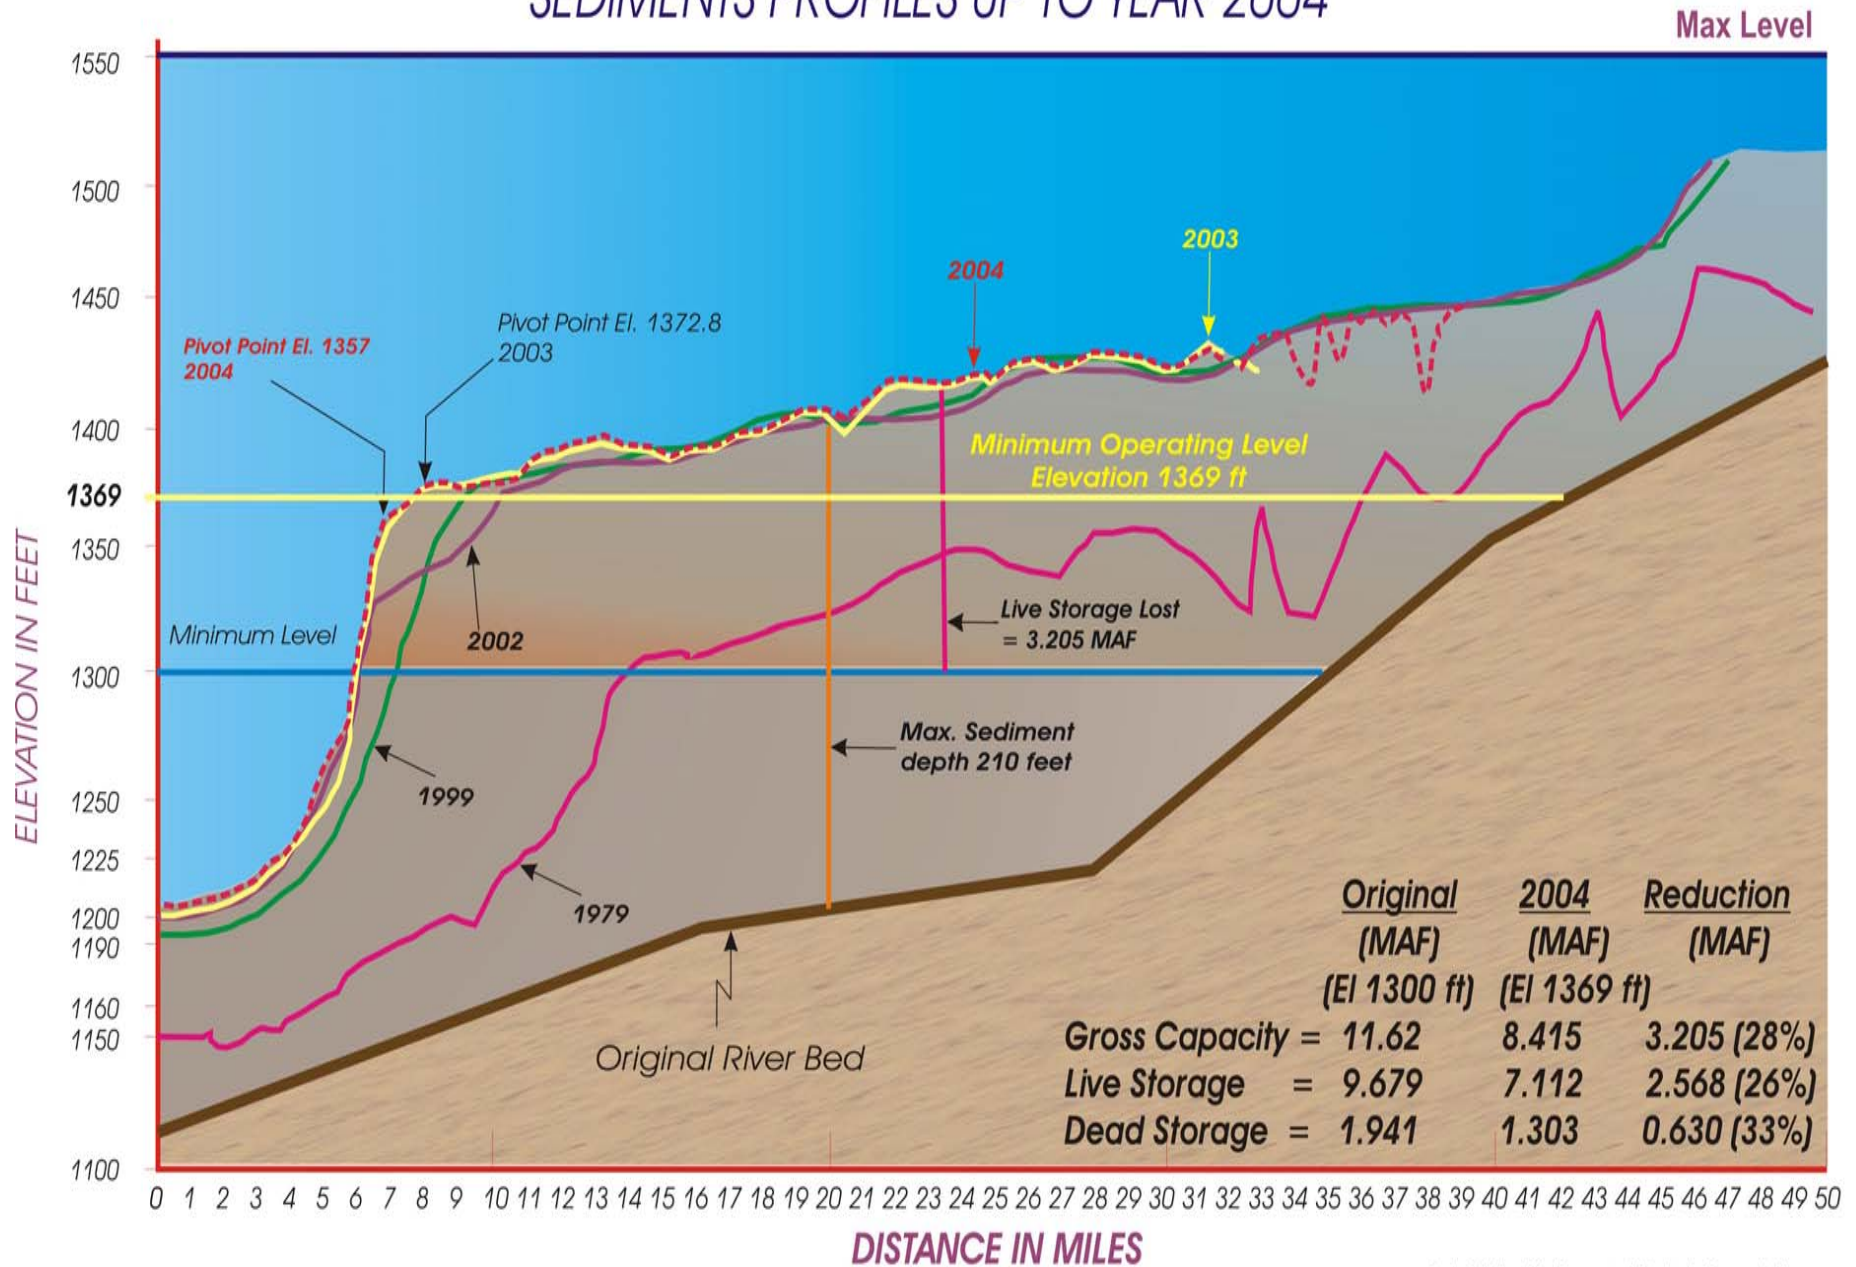 SEDIMENTS PROFILES UP TO YEAR 2004
Max Level
1550
1500
1450
1400
1369
1350
1300
1250
1225
1200
1190
1160
1150
1100
ELEVATION IN FEET
2003
2004
Pivot Point El. 1372.8
2003
Pivot Point El. 1357
2004
Minimum Operating Level
Elevation 1369 ft
Minimum Level
2002
Live Storage Lost
= 3.205 MAF
Max. Sediment
depth 210 feet
1999
1979
Original River Bed
Original 2004 Reduction
(MAF) (MAF) (MAF)
(El 1300 ft) (El 1369 ft)
Gross Capacity = 11.62 8.415 3.205 (28%)
Live Storage = 9.679 7.112 2.568 (26%)
Dead Storage = 1.941 1.303 0.630 (33%)
0 1 2 3 4 5 6 7 8 9 10 11 12 13 14 15 16 17 18 19 20 21 22 23 24 25 26 27 28 29 30 31 32 33 34 35 36 37 38 39 40 41 42 43 44 45 46 47 48 49 50
DISTANCE IN MILES